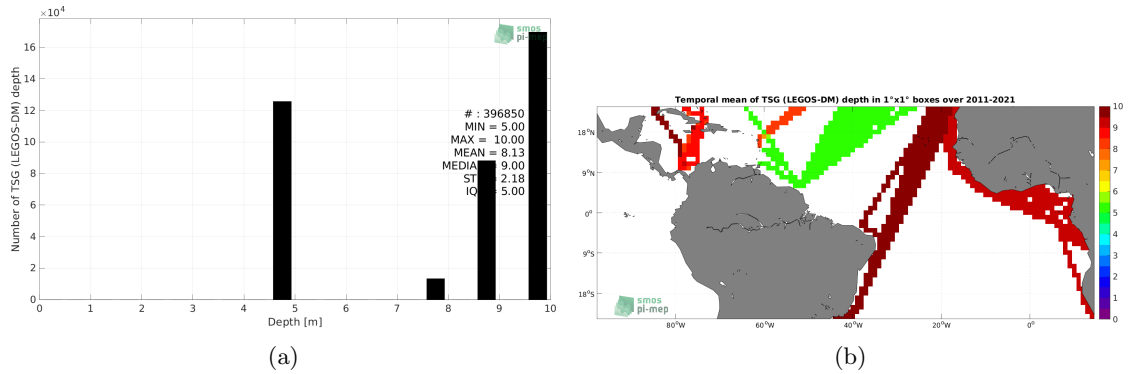 ×10⁴
smos
pi-mep
Number of TSG (LEGOS-DM) depth
16
14
12
10
8
6
4
2
0
# : 396850
MIN = 5.00
MAX = 10.00
MEAN = 8.13
MEDIA = 9.00
ST = 2.18
IQ = 5.00
0 1 2 3 4 5 6 7 8 9 10
Depth [m]
(a)
Temporal mean of TSG (LEGOS-DM) depth in 1°x1° boxes over 2011-2021
18°N
9°N
0°
9°S
18°S
80°W 60°W 40°W 20°W 0°
10
9
8
7
6
5
4
3
2
1
0
smos
pi-mep
(b)